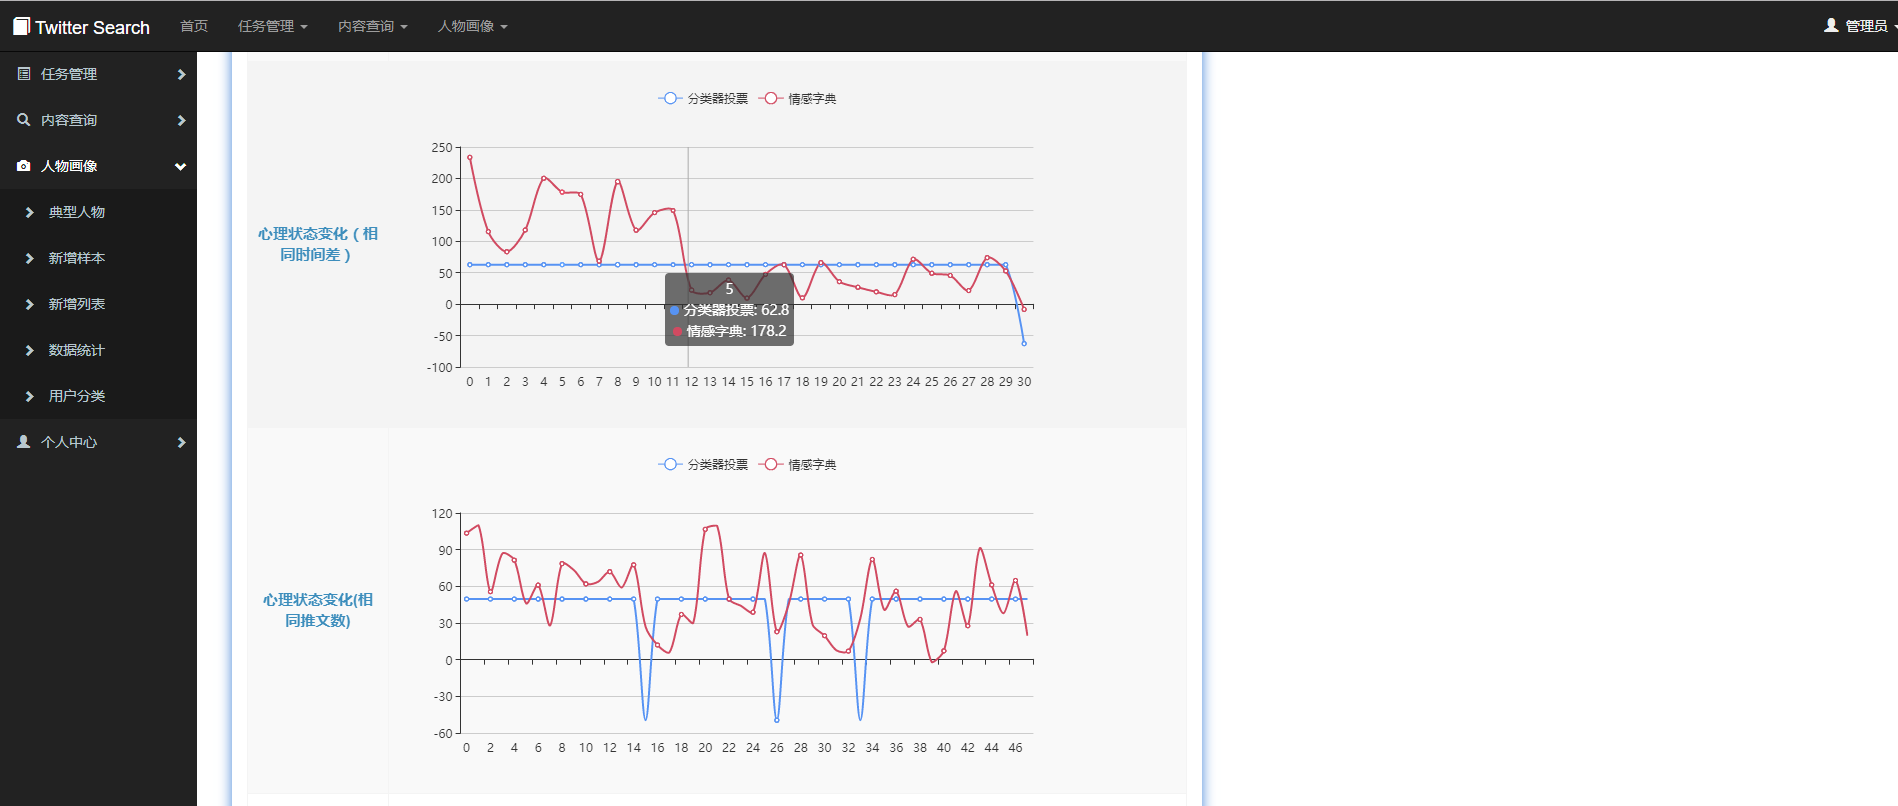 Twitter Search 首页 任务管理 内容查询 人物画像 管理员
任务管理
内容查询
人物画像
典型人物
新增样本
新增列表
数据统计
用户分类
个人中心
心理状态变化（相
同时间差）
分类器投票 情感字典
250
200
150
100
50
0
-50
-100
5
分类器投票: 62.8
情感字典: 178.2
0 1 2 3 4 5 6 7 8 9 10 11 12 13 14 15 16 17 18 19 20 21 22 23 24 25 26 27 28 29 30
心理状态变化(相
同推文数)
分类器投票 情感字典
120
90
60
30
0
-30
-60
0 2 4 6 8 10 12 14 16 18 20 22 24 26 28 30 32 34 36 38 40 42 44 46